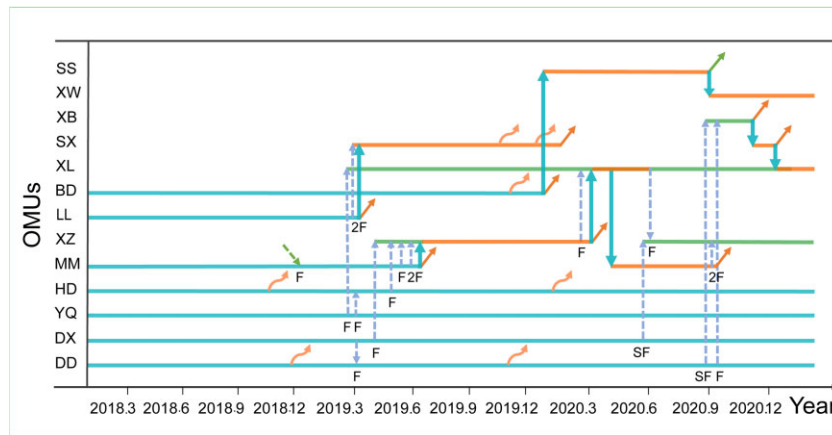 OMUs
SS
XW
XB
SX
XL
BD
LL
2F
XZ
F
F
MM
F
F 2F
2F
HD
F
YQ
F F
DX
F
SF
DD
F
SF F
2018.3 2018.6 2018.9 201812 2019.3 2019.6 2019.9 2019.12 2020.3 2020.6 2020.9 2020.12 Year